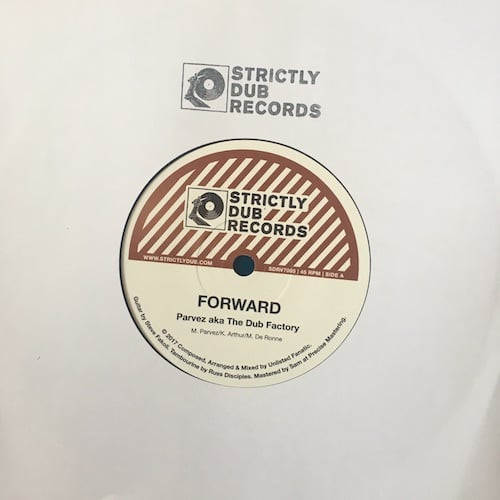 STRICTLY
DUB
RECORDS
STRICTLY
DUB
RECORDS
WWW.STRICTLYDUB.COM
SDRV7005 | 45 RPM | SIDE A
FORWARD
Parvez aka The Dub Factory
M. Parvez/K. Arthur/M. De Ronne
© 2017 Composed, Arranged & Mixed by Unlisted Fanatic.
Guitar by Steve Fakoli. Tambourine by Russ Disciples. Mastered by Sam at Precise Mastering.